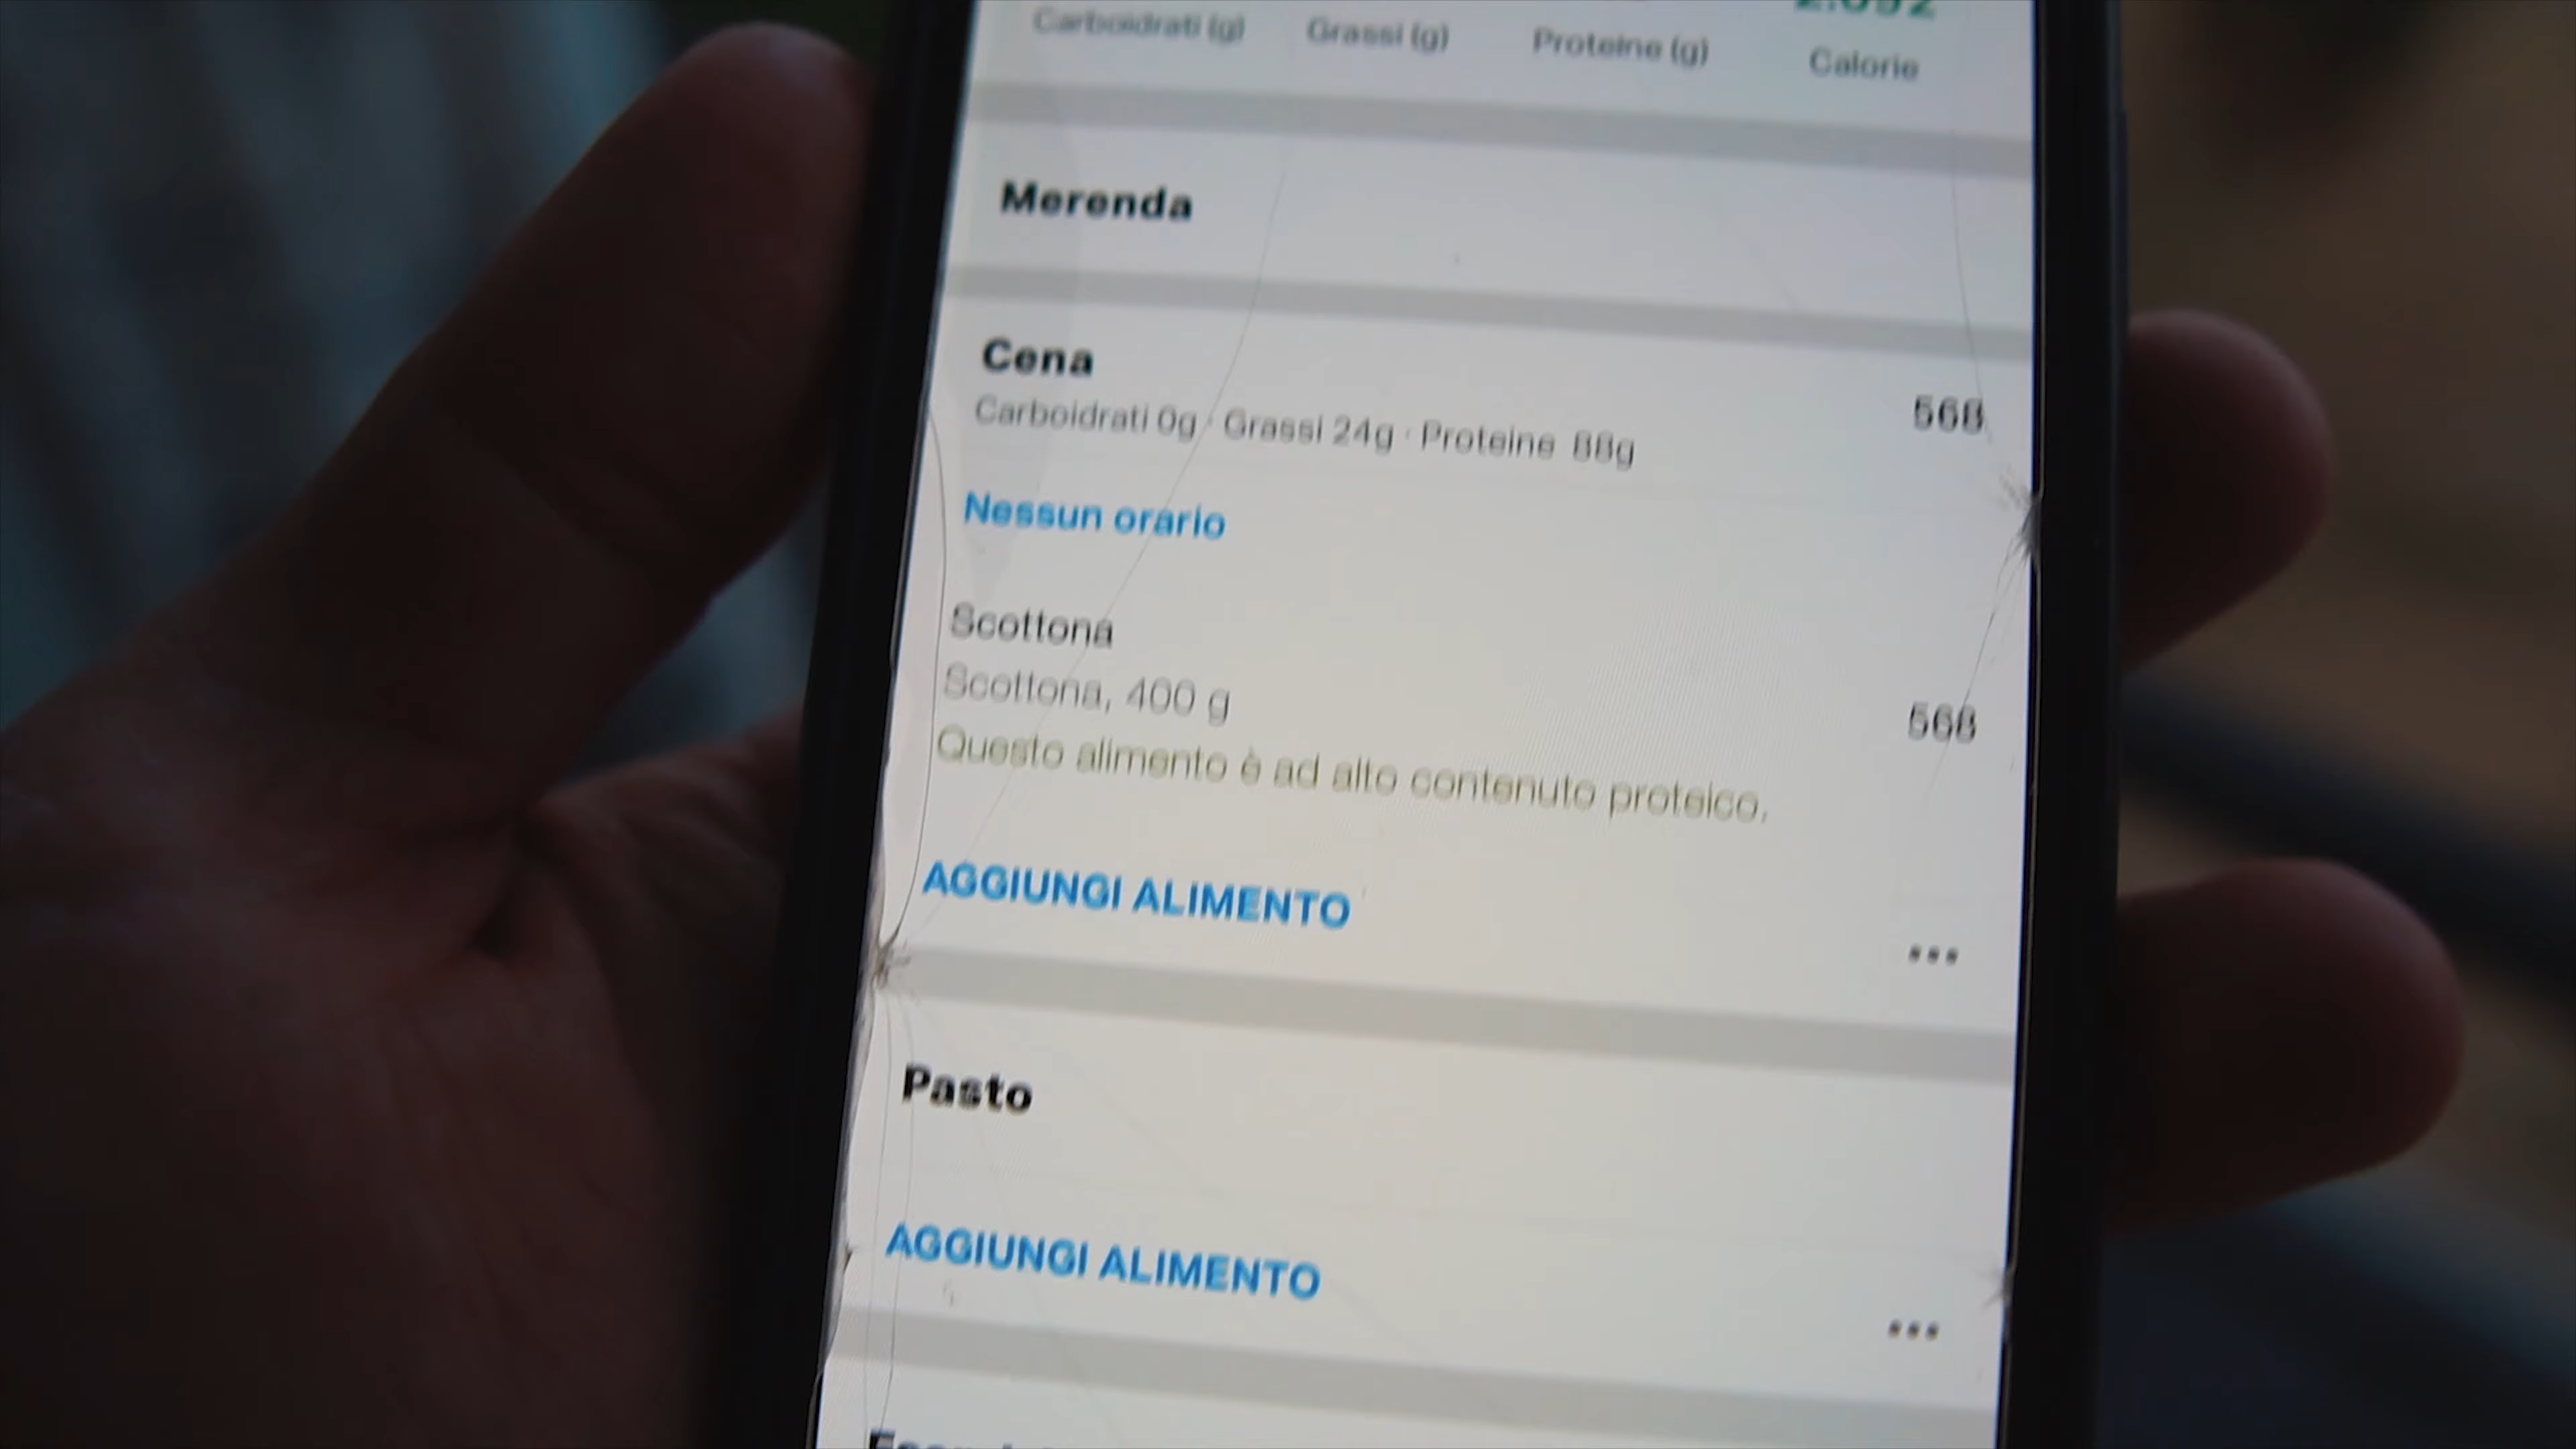 Carboidrati (g) Grassi (g) Proteine (g) Calorie
Merenda
Cena
568
Carboidrati 0g · Grassi 24g · Proteine 88g
Nessun orario
Scottona
Scottona, 400 g
568
Questo alimento è ad alto contenuto proteico.
AGGIUNGI ALIMENTO
Pasto
AGGIUNGI ALIMENTO